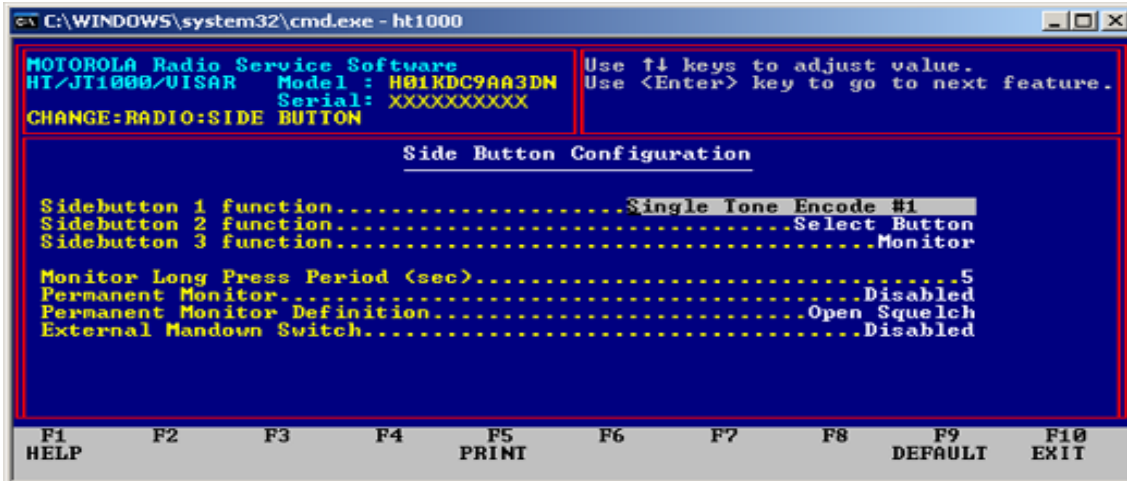 C:\WINDOWS\system32\cmd.exe - ht1000
MOTOROLA Radio Service Software
HT/JT1000/VISAR Model : H01KDC9AA3DN
Serial: XXXXXXXXXX
CHANGE:RADIO:SIDE BUTTON
Use ↑↓ keys to adjust value.
Use <Enter> key to go to next feature.
Side Button Configuration
Sidebutton 1 function.......................Single Tone Encode #1
Sidebutton 2 function.....................................Select Button
Sidebutton 3 function...........................................Monitor
Monitor Long Press Period (sec)...................................5
Permanent Monitor..........................................Disabled
Permanent Monitor Definition...........................Open Squelch
External Mandown Switch....................................Disabled
F1 F2 F3 F4 F5 F6 F7 F8 F9 F10
HELP PRINT DEFAULT EXIT